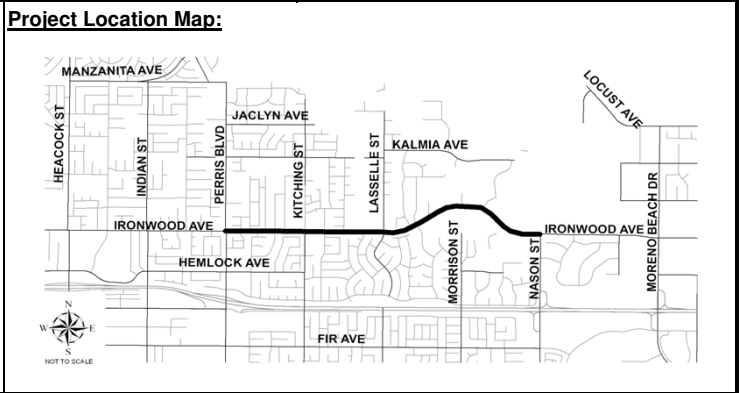 Project Location Map:
MANZANITA AVE
LOCUST AVE
HEACOCK ST
INDIAN ST
PERRIS BLVD
JACLYN AVE
KITCHING ST
LASSELLE ST
KALMIA AVE
IRONWOOD AVE
MORRISON ST
NASON ST
IRONWOOD AVE
MORENO BEACH DR
HEMLOCK AVE
N
W
E
S
NOT TO SCALE
FIR AVE